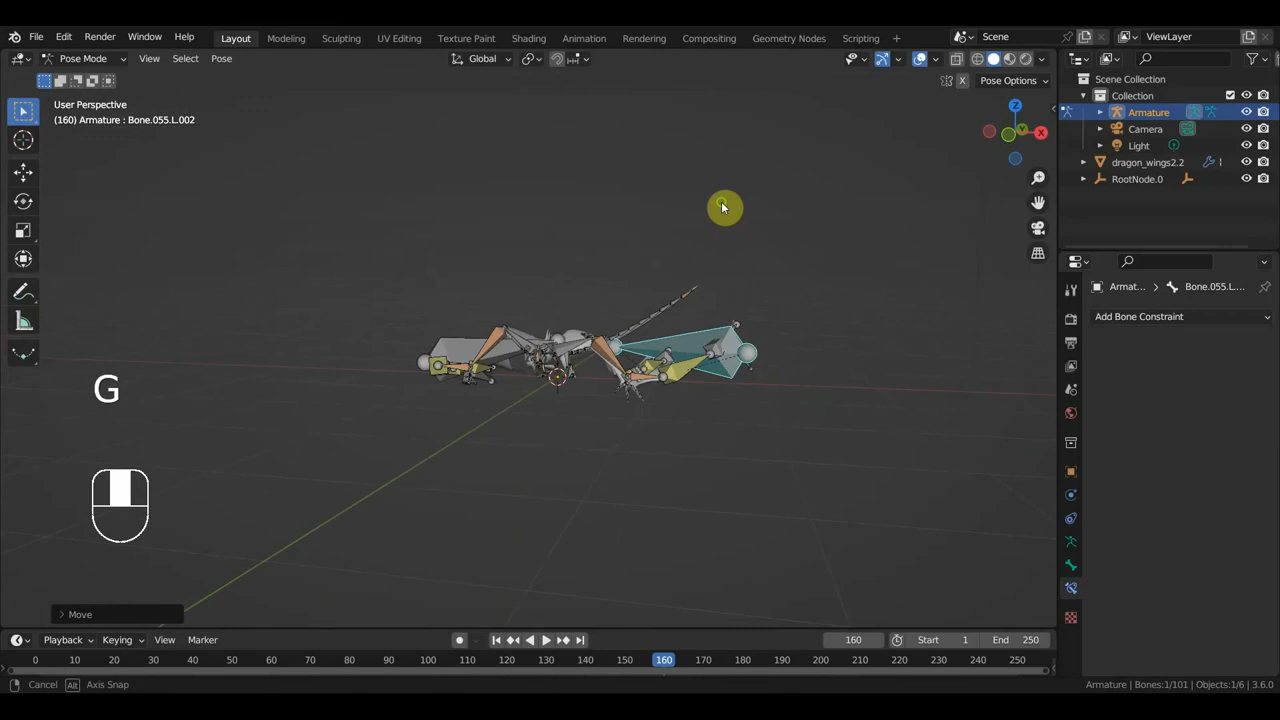 File Edit Render Window Help Layout Modeling Sculpting UV Editing Texture Paint Shading Animation Rendering Compositing Geometry Nodes Scripting + Scene ViewLayer
Pose Mode View Select Pose Global
X Pose Options
Scene Collection
Collection
Armature
Camera
Light
dragon_wings2.2
RootNode.0
User Perspective
(160) Armature : Bone.055.L.002
Z
Y
X
Armat... > Bone.055.L....
Add Bone Constraint
G
> Move
Playback Keying View Marker 160 Start 1 End 250
0 10 20 30 40 50 60 70 80 90 100 110 120 130 140 150 160 170 180 190 200 210 220 230 240 250
Cancel Alt Axis Snap Armature | Bones:1/101 | Objects:1/6 | 3.6.0